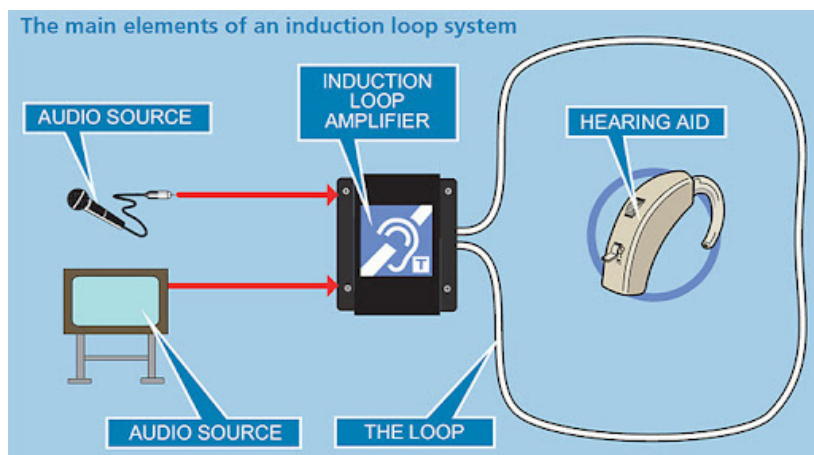 The main elements of an induction loop system
AUDIO SOURCE
INDUCTION
LOOP
AMPLIFIER
HEARING AID
T
AUDIO SOURCE
THE LOOP